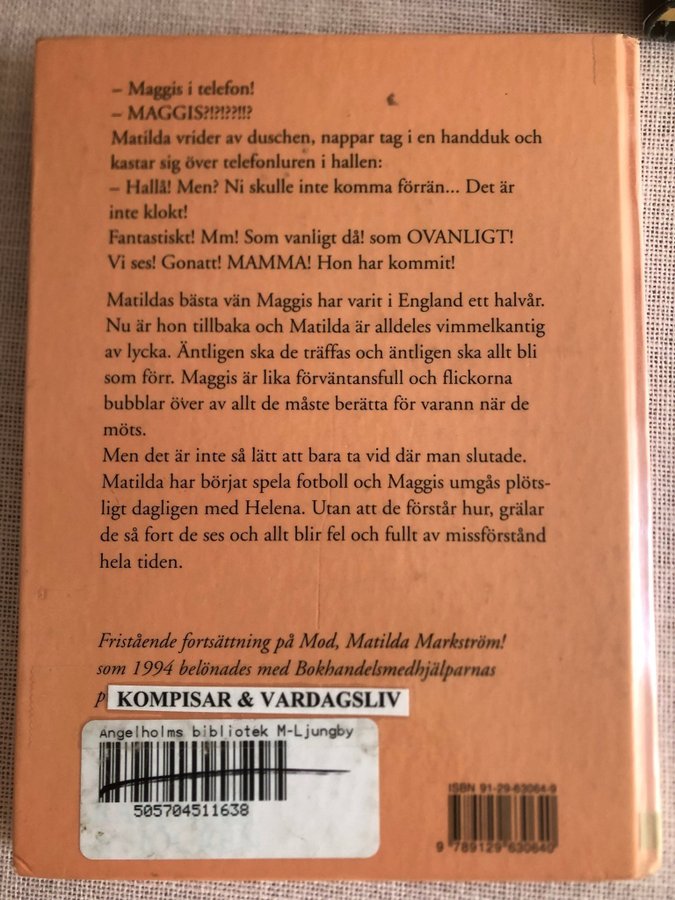 – Maggis i telefon!
– MAGGIS?!?!??!!?
Matilda vrider av duschen, nappar tag i en handduk och
kastar sig över telefonluren i hallen:
– Hallå! Men? Ni skulle inte komma förrän... Det är
inte klokt!
Fantastiskt! Mm! Som vanligt då! som OVANLIGT!
Vi ses! Gonatt! MAMMA! Hon har kommit!
Matildas bästa vän Maggis har varit i England ett halvår.
Nu är hon tillbaka och Matilda är alldeles vimmelkantig
av lycka. Äntligen ska de träffas och äntligen ska allt bli
som förr. Maggis är lika förväntansfull och flickorna
bubblar över av allt de måste berätta för varann när de
möts.
Men det är inte så lätt att bara ta vid där man slutade.
Matilda har börjat spela fotboll och Maggis umgås plöts-
ligt dagligen med Helena. Utan att de förstår hur, grälar
de så fort de ses och allt blir fel och fullt av missförstånd
hela tiden.
Fristående fortsättning på Mod, Matilda Markström!
som 1994 belönades med Bokhandelsmedhjälparnas
p KOMPISAR & VARDAGSLIV
Angelholms bibliotek M-Ljungby
505704511638
ISBN 91-29-63064-9
9 789129 630640